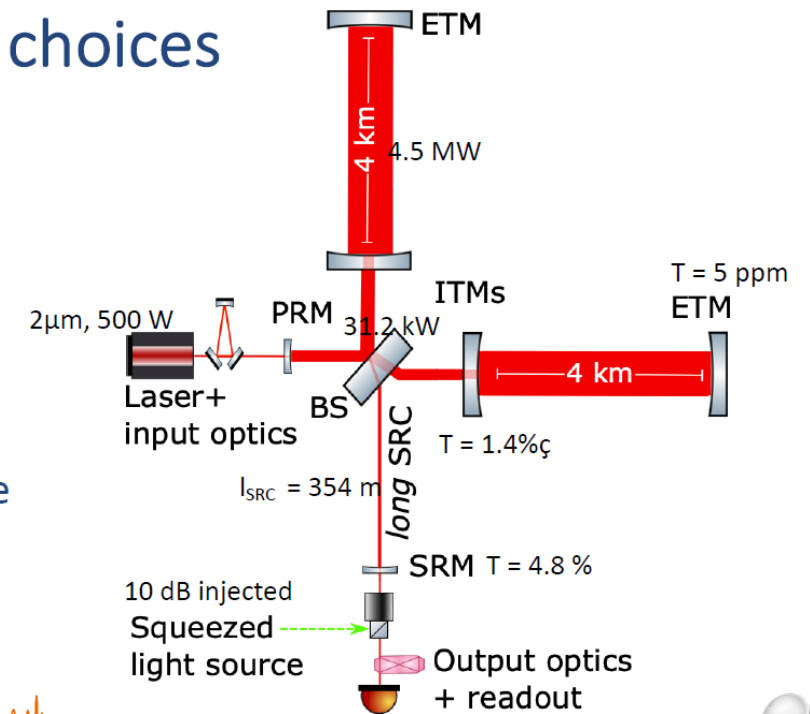 choices
ETM
4 km
4.5 MW
T = 5 ppm
ETM
ITMs
2µm, 500 W
PRM
31.2 kW
4 km
Laser+
input optics
BS
T = 1.4%ç
e
l_SRC = 354 m
long SRC
SRM T = 4.8 %
10 dB injected
Squeezed
light source
Output optics
+ readout